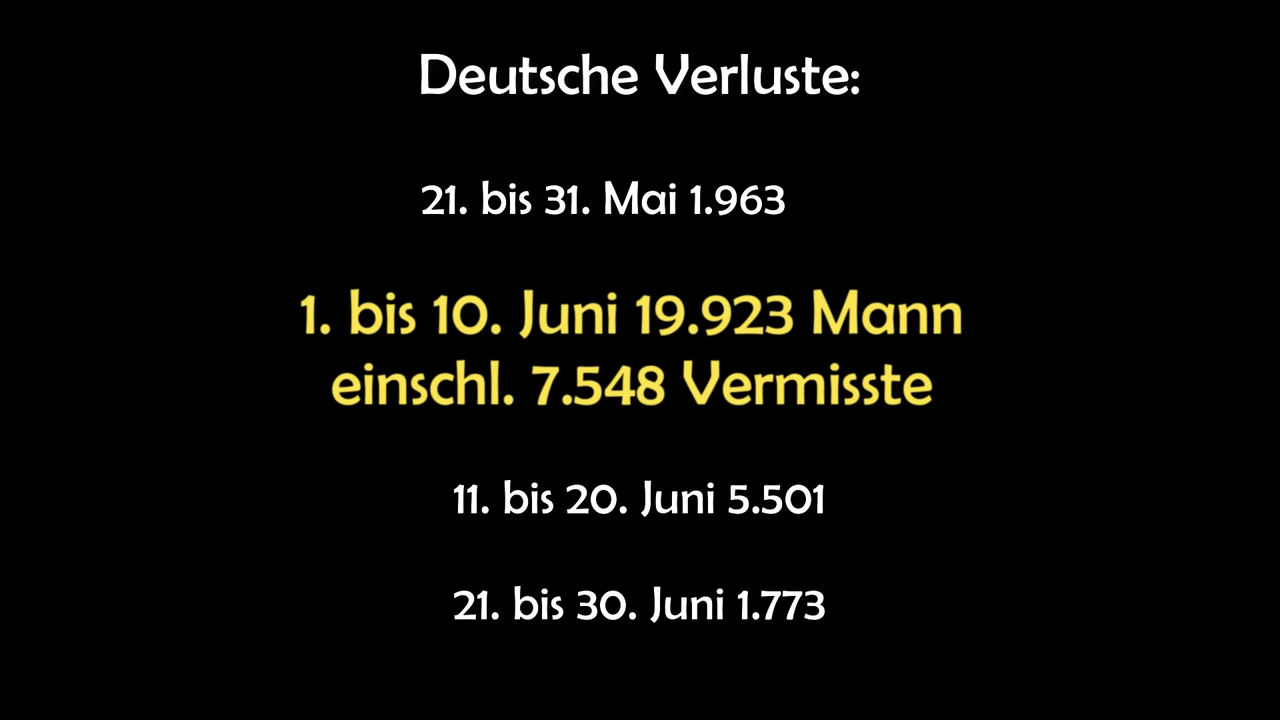 Deutsche Verluste:
21. bis 31. Mai 1.963
1. bis 10. Juni 19.923 Mann
einschl. 7.548 Vermisste
11. bis 20. Juni 5.501
21. bis 30. Juni 1.773